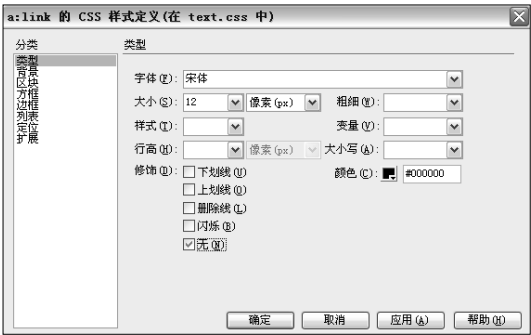 a:link 的 CSS 样式定义(在 text.css 中)
分类
类型
背景
区块
方框
边框
列表
定位
扩展
类型
字体(F): 宋体
大小(S): 12 像素(px) 粗细(W):
样式(T): 变量(V):
行高(H): 像素(px) 大小写(A):
修饰(D): 下划线(U) 颜色(C): #000000
上划线(O)
删除线(L)
闪烁(B)
无(N)
确定 取消 应用(A) 帮助(H)